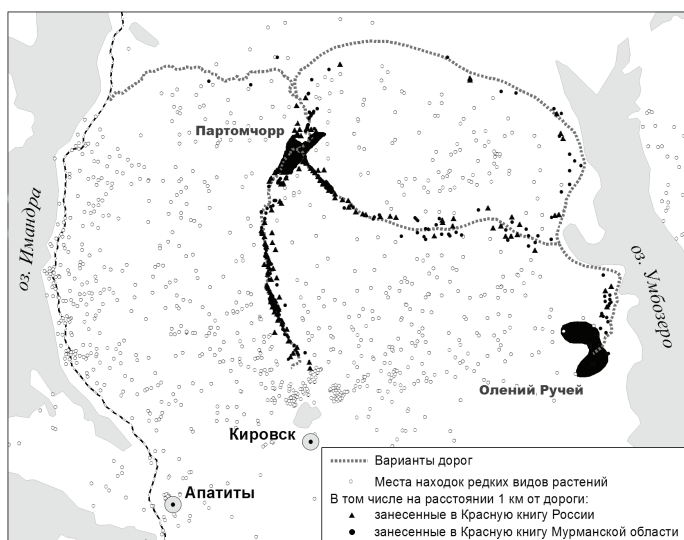 Партомчорр
оз. Имандра
оз. Умбозеро
Олений Ручей
Кировск
Апатиты
Варианты дорог
Места находок редких видов растений
В том числе на расстоянии 1 км от дороги:
занесенные в Красную книгу России
занесенные в Красную книгу Мурманской области